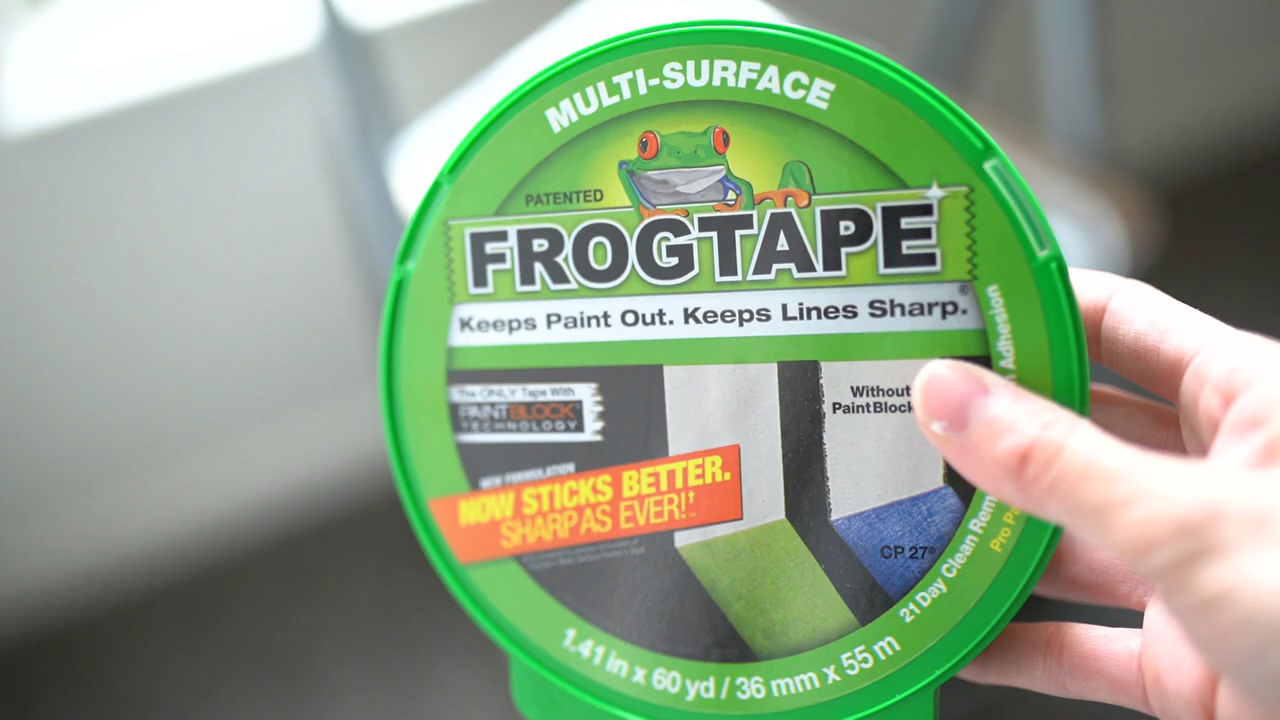 MULTI-SURFACE
PATENTED
FROGTAPE
Keeps Paint Out. Keeps Lines Sharp.®
The ONLY Tape With
PAINTBLOCK
TECHNOLOGY
Without
PaintBlock
NEW FORMULATION
NOW STICKS BETTER.
SHARP AS EVER!†
CP 27®
Adhesion
21 Day Clean
Pro
1.41 in x 60 yd / 36 mm x 55 m